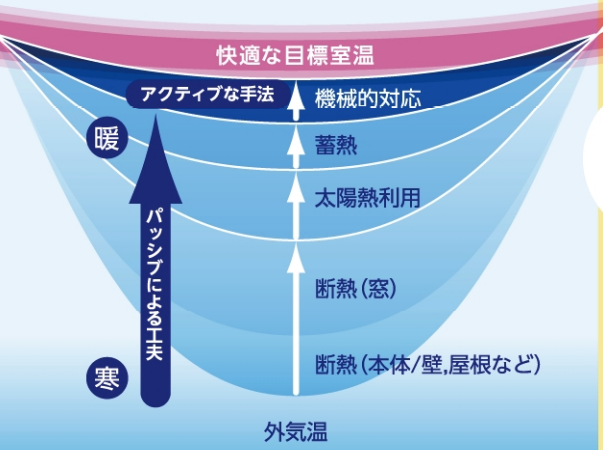 快適な目標室温
アクティブな手法
機械的対応
暖
蓄熱
太陽熱利用
パッシブによる工夫
断熱(窓)
断熱(本体/壁,屋根など)
寒
外気温